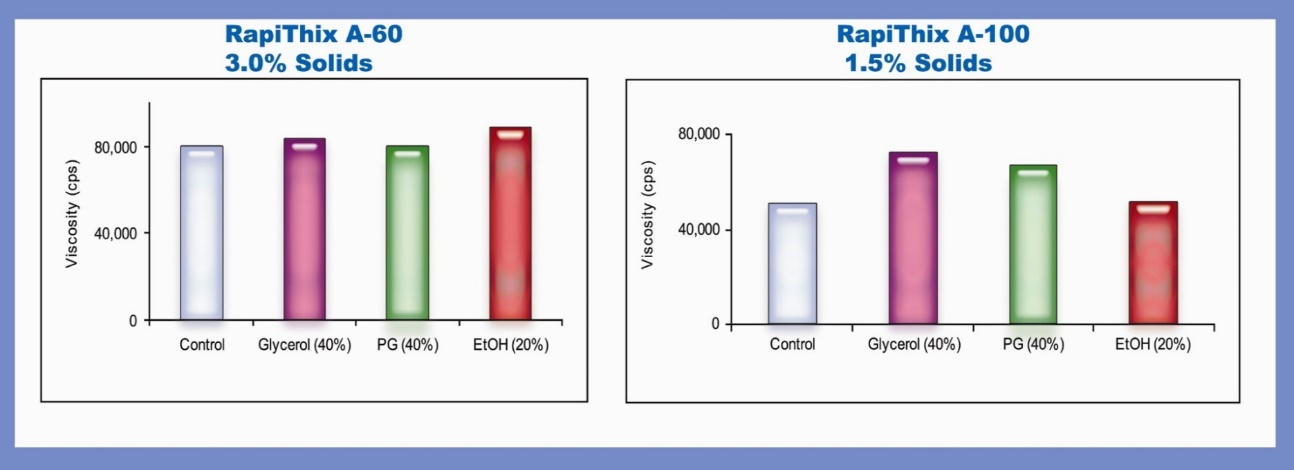 RapiThix A-60
3.0% Solids
80,000
40,000
0
Viscosity (cps)
Control
Glycerol (40%)
PG (40%)
EtOH (20%)
RapiThix A-100
1.5% Solids
80,000
40,000
0
Viscosity (cps)
Control
Glycerol (40%)
PG (40%)
EtOH (20%)